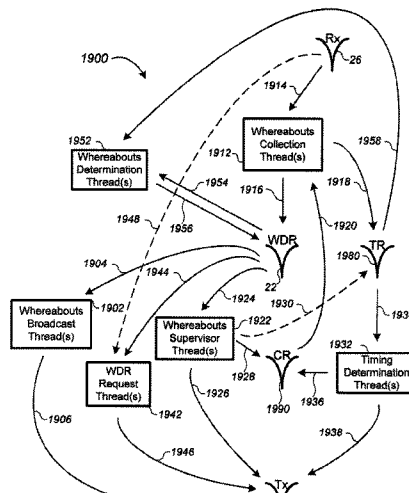 Rx
1900
26
1914
1952
Whereabouts
Determination
Thread(s)
1912
Whereabouts
Collection
Thread(s)
1958
1954
1948
1956
1916
1918
1920
WDR
TR
1904
1944
1980
22
1924
1930
1902
Whereabouts
Broadcast
Thread(s)
1922
Whereabouts
Supervisor
Thread(s)
CR
1932
1928
Timing
Determination
Thread(s)
WDR
Request
Thread(s)
1926
1990
1936
1906
1942
1938
1946
Tx